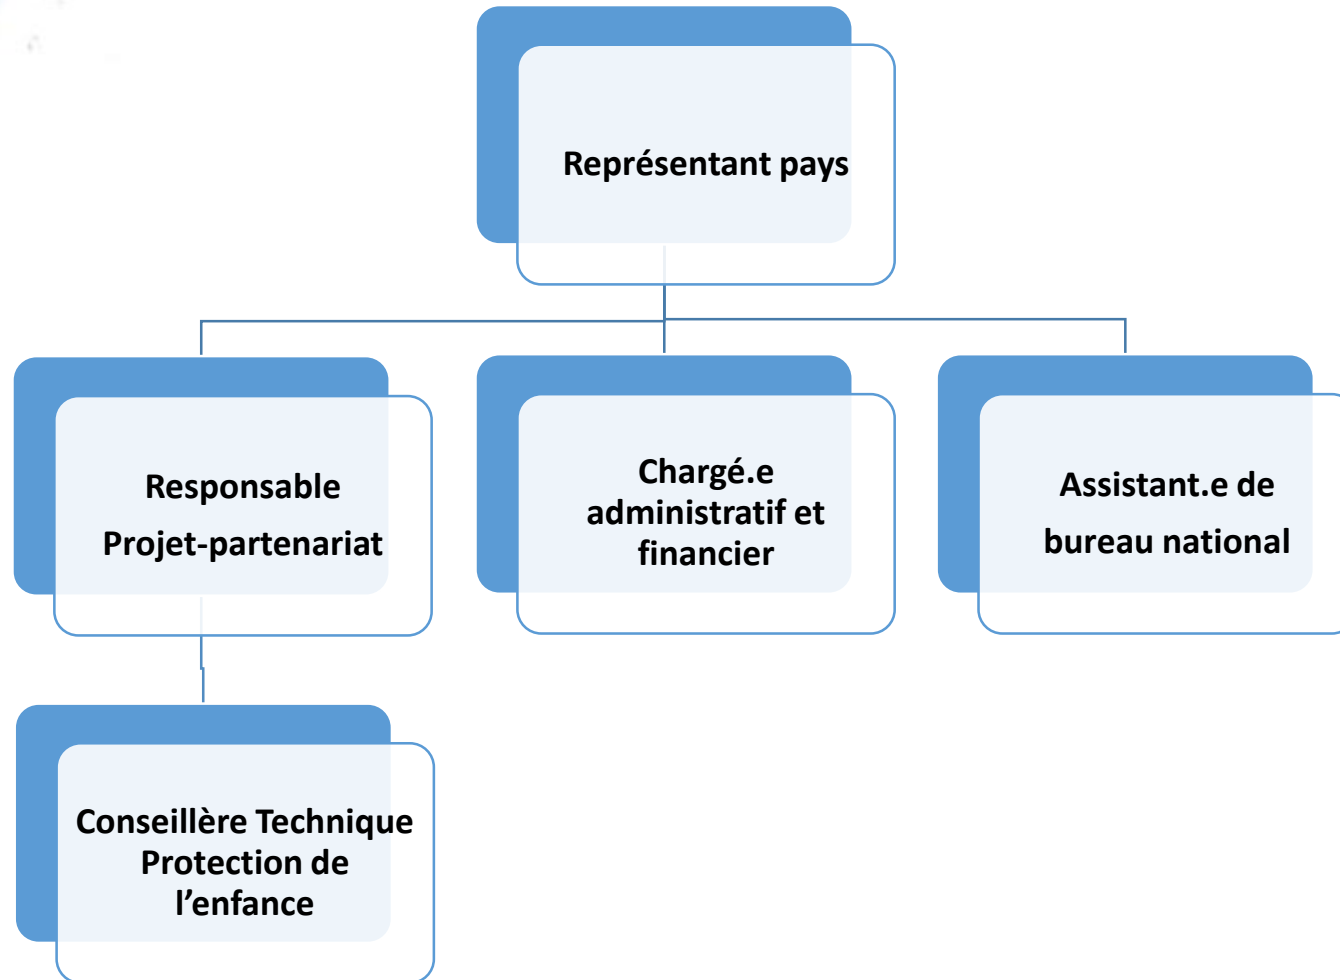 Représentant pays
Responsable
Projet-partenariat
Chargé.e
administratif et
financier
Assistant.e de
bureau national
Conseillère Technique
Protection de
l’enfance